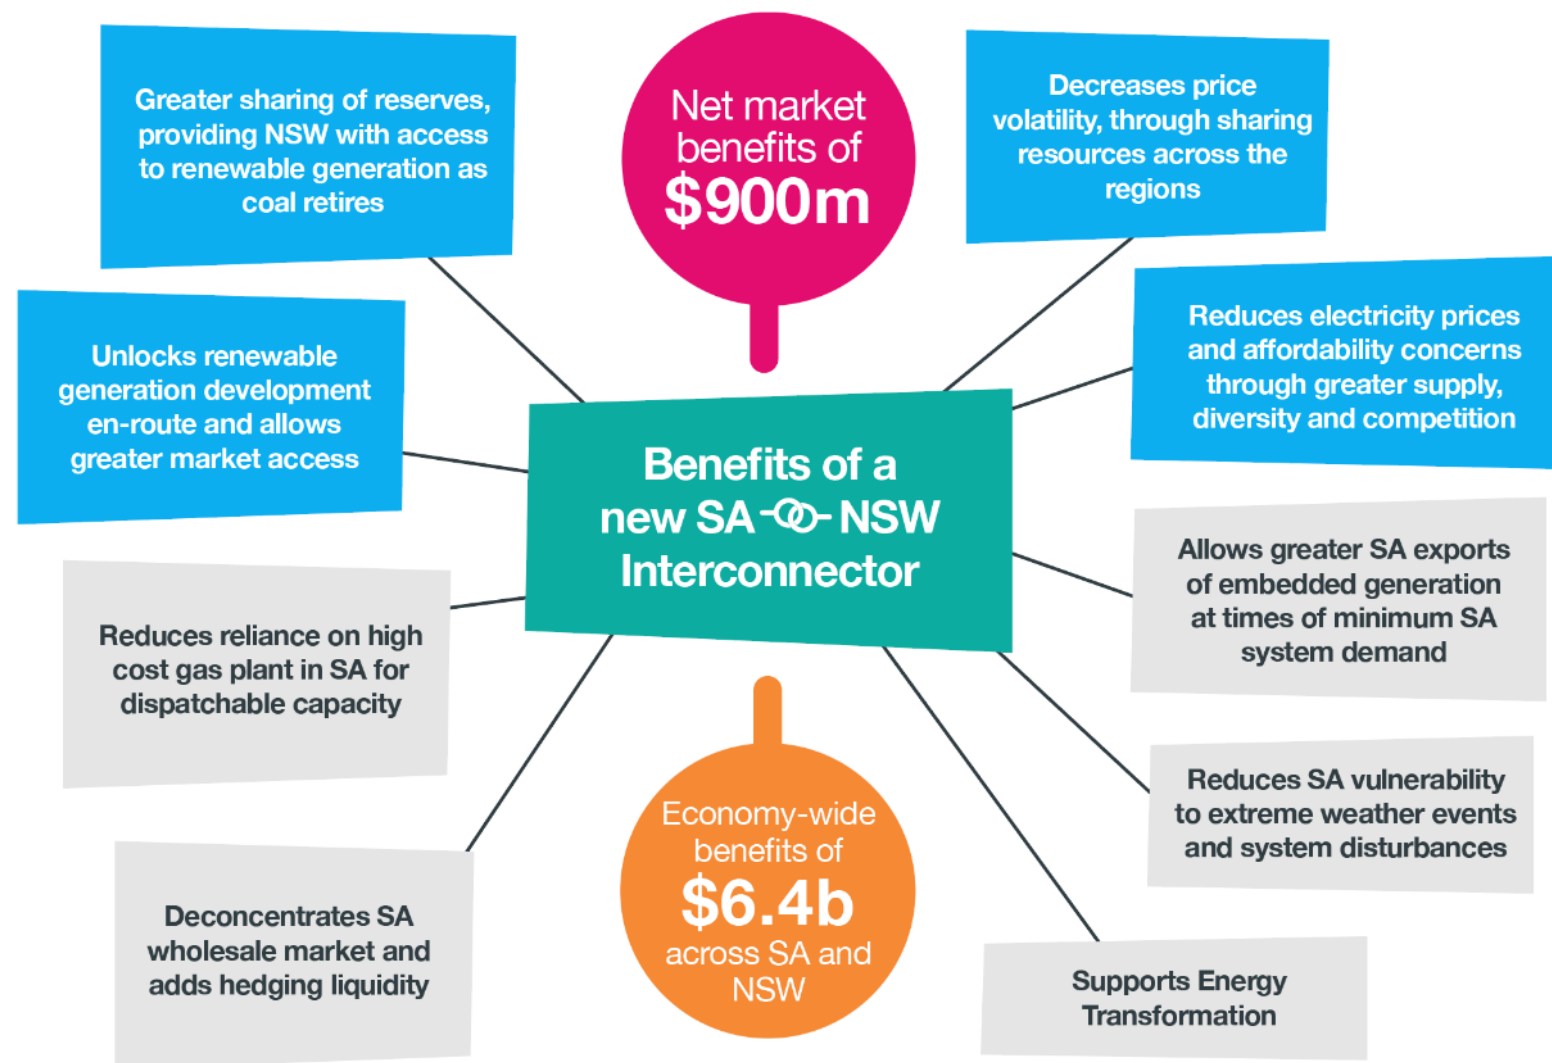 Greater sharing of reserves,
providing NSW with access
to renewable generation as
coal retires
Net market
benefits of
$900m
Decreases price
volatility, through sharing
resources across the
regions
Unlocks renewable
generation development
en-route and allows
greater market access
Reduces electricity prices
and affordability concerns
through greater supply,
diversity and competition
Benefits of a
new SA NSW
Interconnector
Reduces reliance on high
cost gas plant in SA for
dispatchable capacity
Allows greater SA exports
of embedded generation
at times of minimum SA
system demand
Deconcentrates SA
wholesale market and
adds hedging liquidity
Economy-wide
benefits of
$6.4b
across SA and
NSW
Reduces SA vulnerability
to extreme weather events
and system disturbances
Supports Energy
Transformation